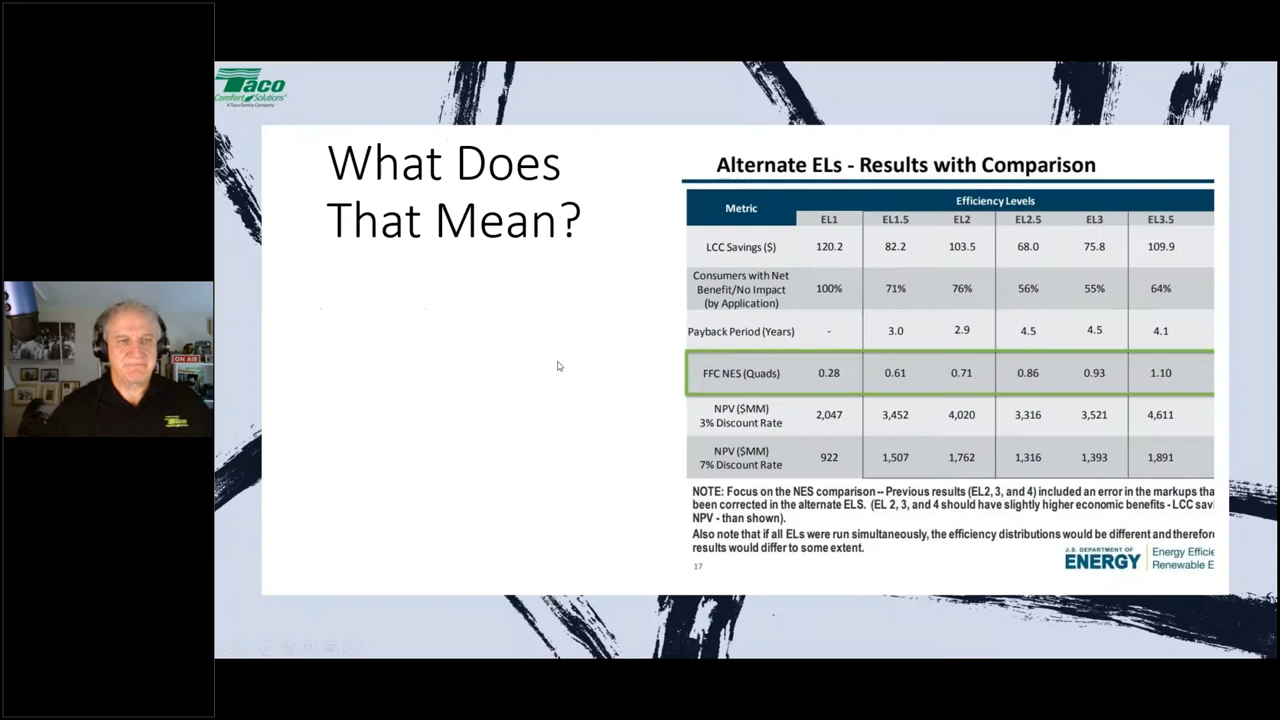 Taco
Comfort Solutions
A Taco Family Company
What Does
That Mean?
Alternate ELs - Results with Comparison
Metric
Efficiency Levels
EL1 EL1.5 EL2 EL2.5 EL3 EL3.5
LCC Savings ($) 120.2 82.2 103.5 68.0 75.8 109.9
Consumers with Net
Benefit/No Impact
(by Application)
100% 71% 76% 56% 55% 64%
Payback Period (Years) - 3.0 2.9 4.5 4.5 4.1
FFC NES (Quads) 0.28 0.61 0.71 0.86 0.93 1.10
NPV ($MM)
3% Discount Rate
2,047 3,452 4,020 3,316 3,521 4,611
NPV ($MM)
7% Discount Rate
922 1,507 1,762 1,316 1,393 1,891
NOTE: Focus on the NES comparison -- Previous results (EL2, 3, and 4) included an error in the markups tha
been corrected in the alternate ELS. (EL 2, 3, and 4 should have slightly higher economic benefits - LCC sav
NPV - than shown).
Also note that if all ELs were run simultaneously, the efficiency distributions would be different and therefore
results would differ to some extent.
17
U.S. DEPARTMENT OF
ENERGY
Energy Efficie
Renewable E
ON AIR